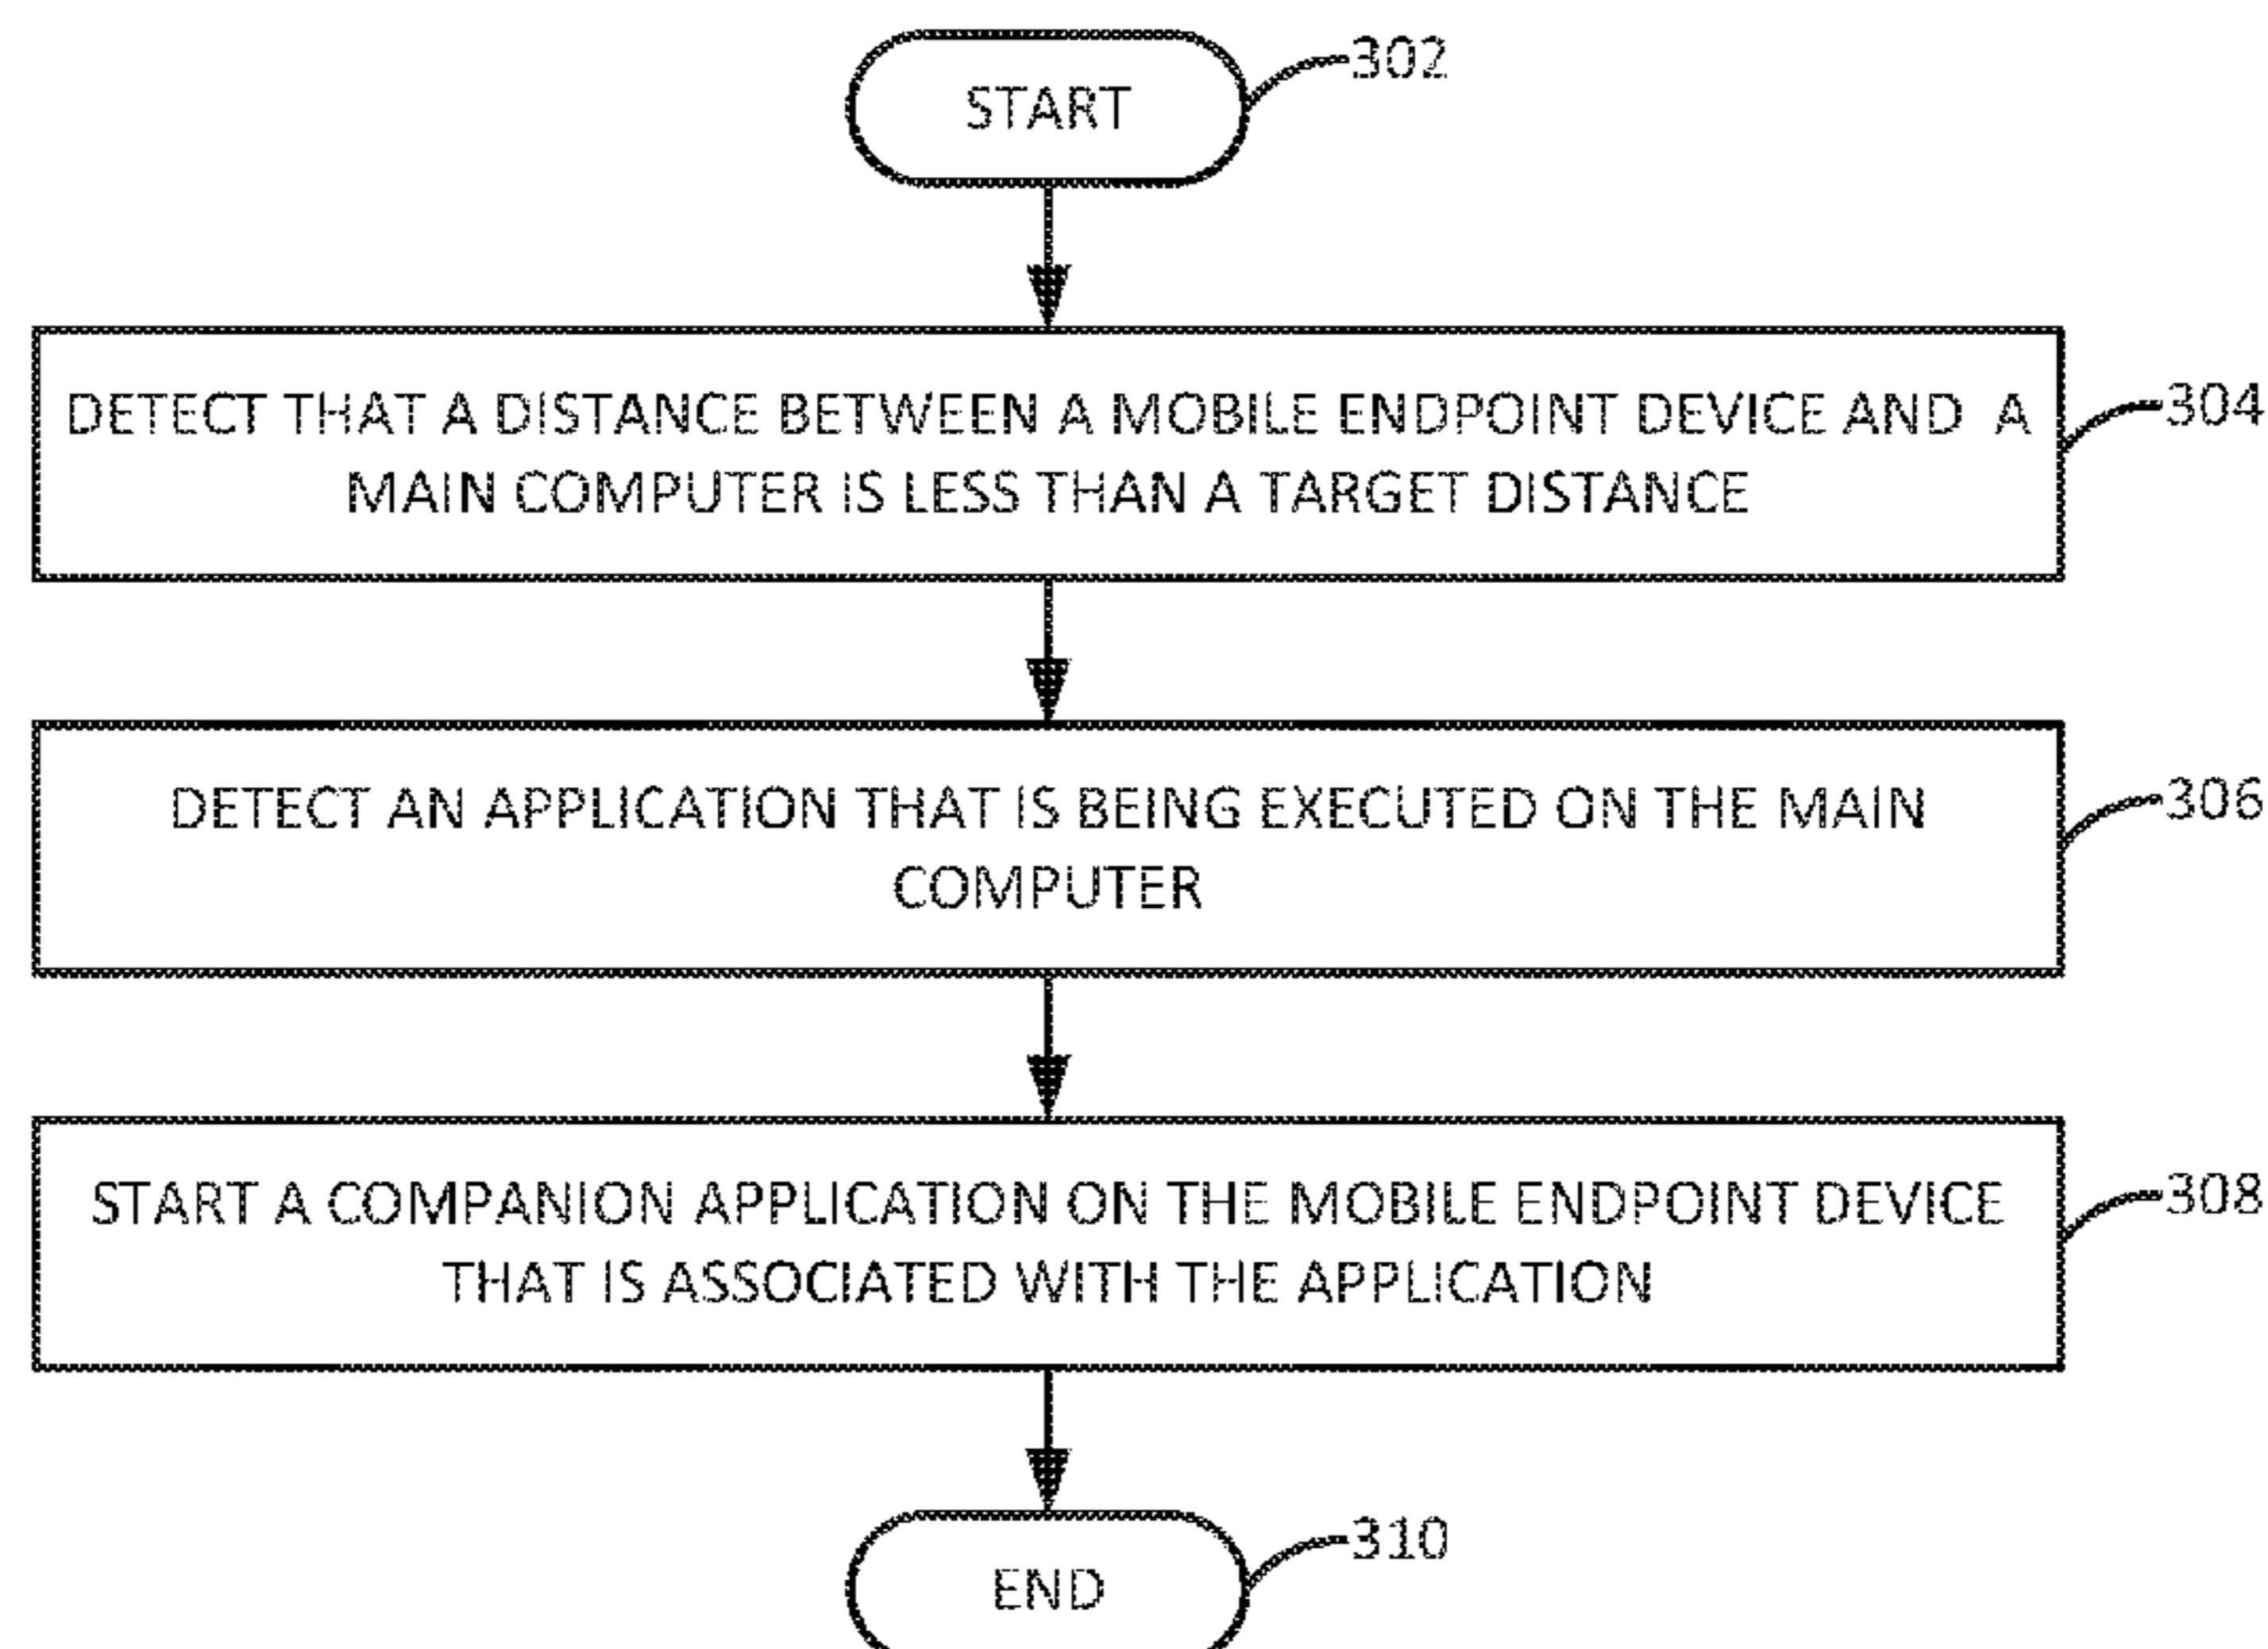 START
302
DETECT THAT A DISTANCE BETWEEN A MOBILE ENDPOINT DEVICE AND A
MAIN COMPUTER IS LESS THAN A TARGET DISTANCE
304
DETECT AN APPLICATION THAT IS BEING EXECUTED ON THE MAIN
COMPUTER
306
START A COMPANION APPLICATION ON THE MOBILE ENDPOINT DEVICE
THAT IS ASSOCIATED WITH THE APPLICATION
308
END
310